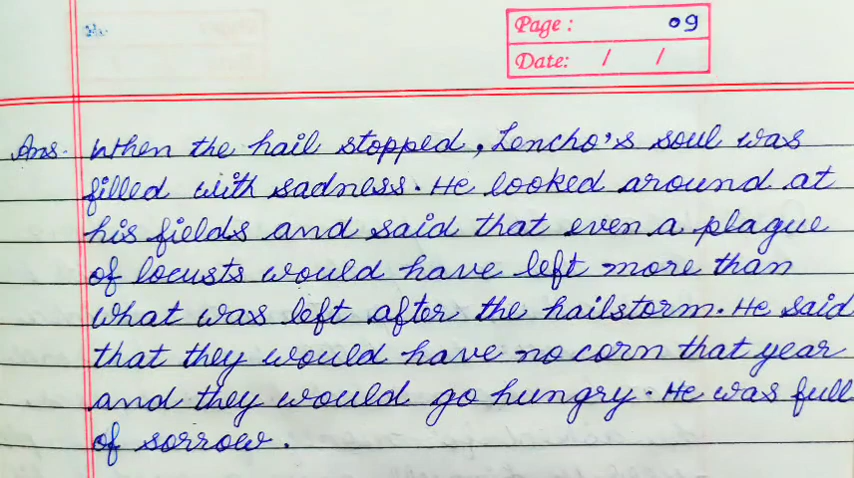 Page : 09
Date: / /
Ans. When the hail stopped, Lencho's soul was
filled with sadness. He looked around at
his fields and said that even a plague
of locusts would have left more than
what was left after the hailstorm. He said
that they would have no corn that year
and they would go hungry. He was full
of sorrow.